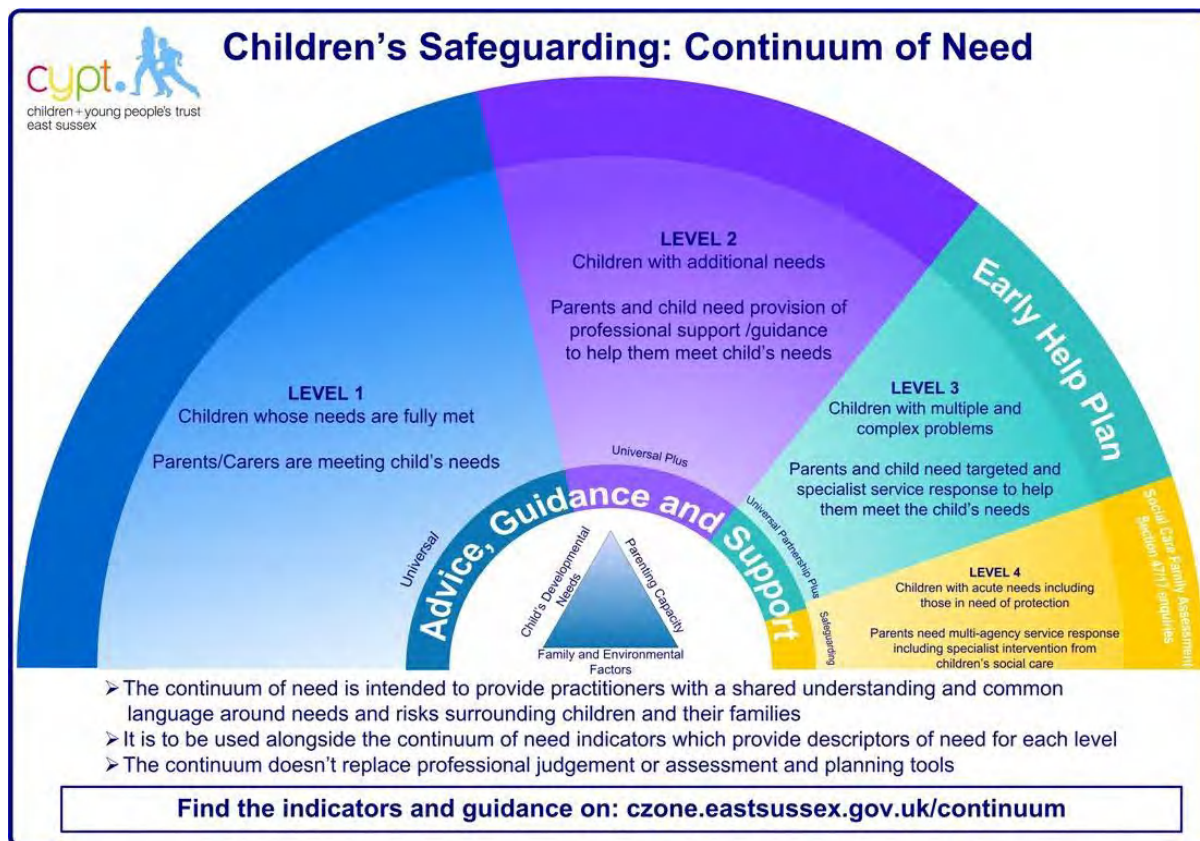 Children's Safeguarding: Continuum of Need
cypt.
children + young people's trust
east sussex
LEVEL 1
Children whose needs are fully met
Parents/Carers are meeting child's needs
LEVEL 2
Children with additional needs
Parents and child need provision of
professional support /guidance
to help them meet child's needs
Early Help Plan
LEVEL 3
Children with multiple and
complex problems
Parents and child need targeted and
specialist service response to help
them meet the child's needs
Social Care Family Assessment
Section 47/17 enquiries
LEVEL 4
Children with acute needs including
those in need of protection
Parents need multi-agency service response
including specialist intervention from
children's social care
Universal
Universal Plus
Universal Partnership Plus
Safeguarding
Advice, Guidance and Support
Child's Developmental
Needs
Parenting Capacity
Family and Environmental
Factors
➢ The continuum of need is intended to provide practitioners with a shared understanding and common
language around needs and risks surrounding children and their families
➢ It is to be used alongside the continuum of need indicators which provide descriptors of need for each level
➢ The continuum doesn't replace professional judgement or assessment and planning tools
Find the indicators and guidance on: czone.eastsussex.gov.uk/continuum